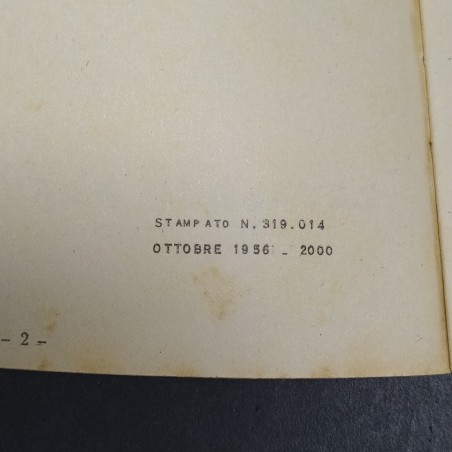 STAMPATO N. 319.014
OTTOBRE 1956 - 2000
- 2 -